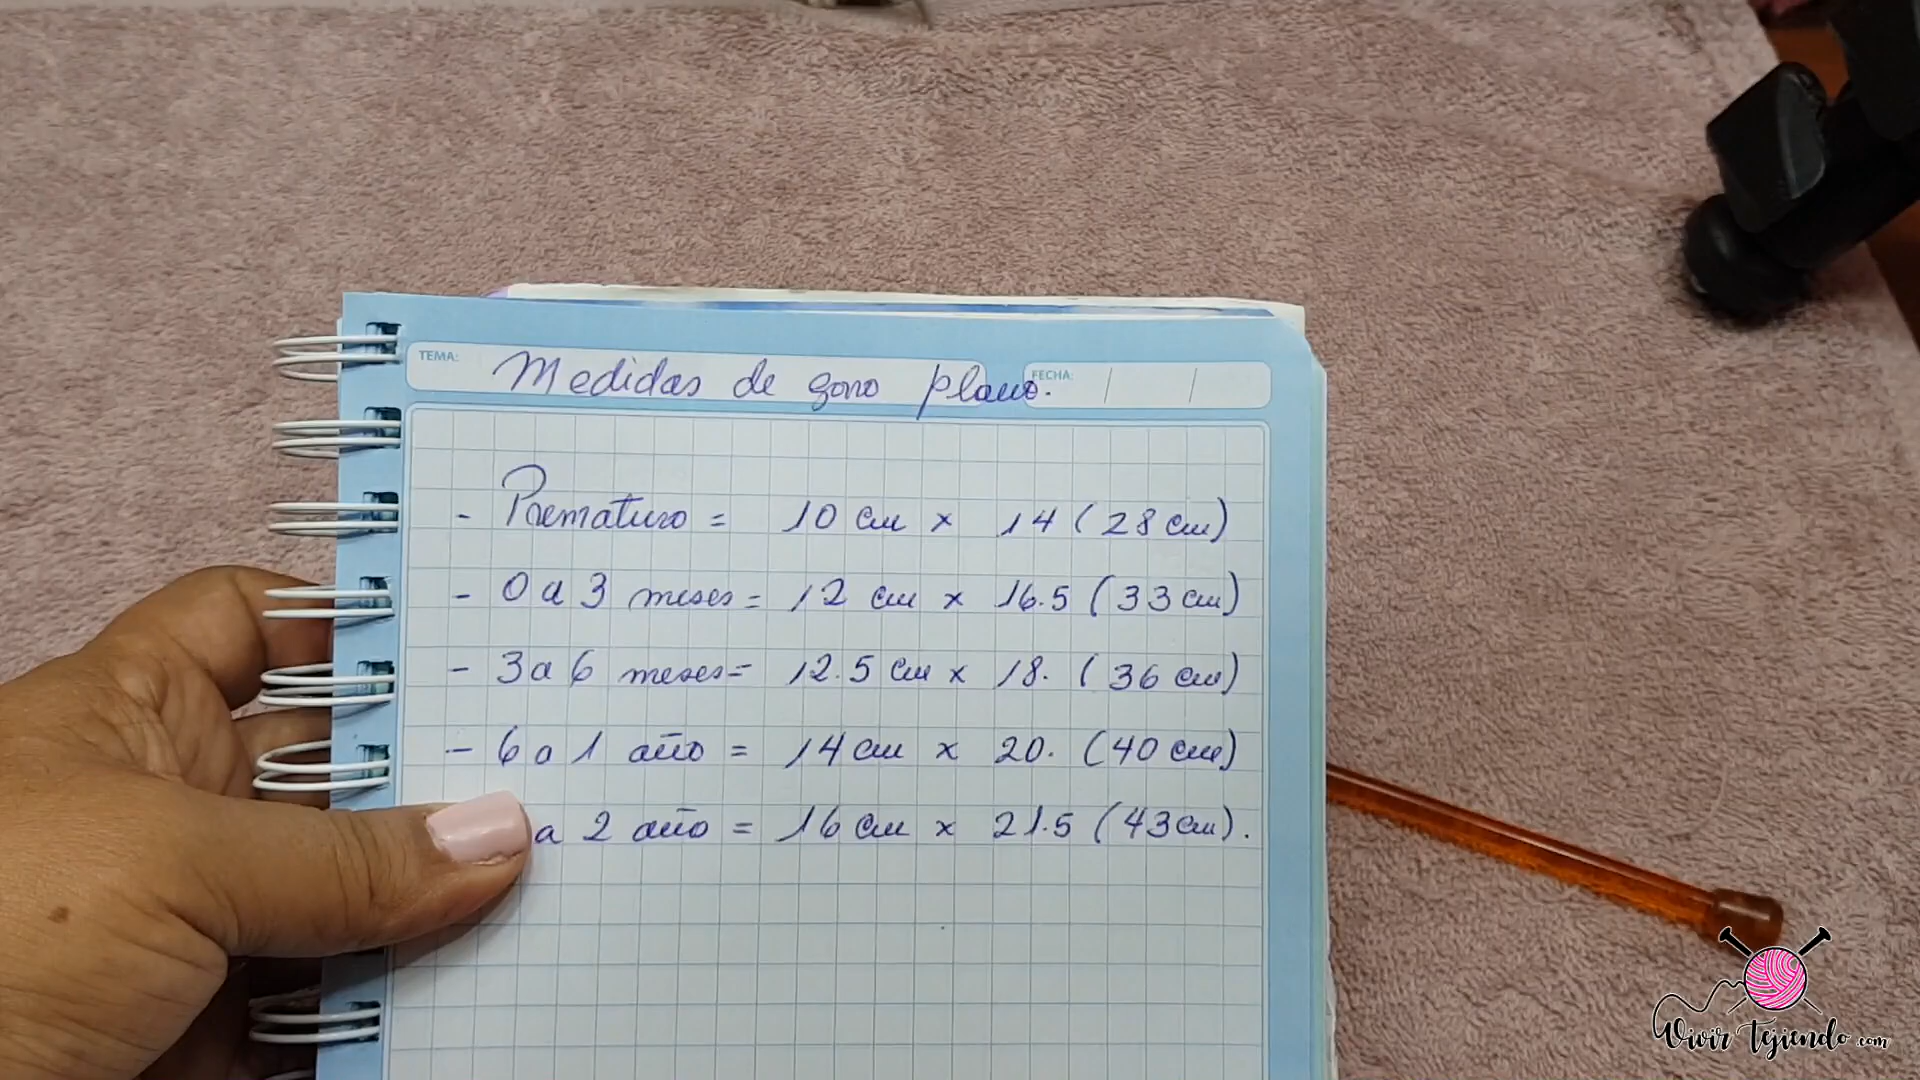 TEMA: Medidas de gorro plano. FECHA: / /
- Prematuro = 10 cm x 14 (28 cm)
- 0 a 3 meses = 12 cm x 16.5 (33 cm)
- 3 a 6 meses = 12.5 cm x 18. (36 cm)
- 6 a 1 año = 14 cm x 20. (40 cm)
a 2 año = 16 cm x 21.5 (43 cm).
Vivir Tejiendo .com